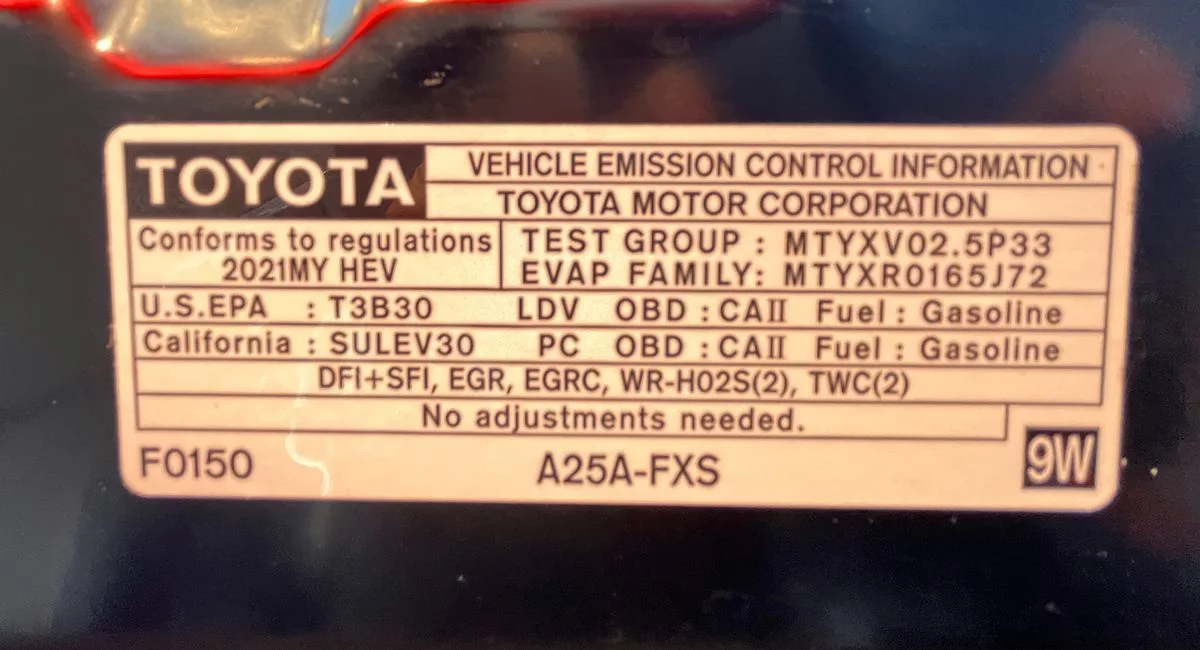 TOYOTA
VEHICLE EMISSION CONTROL INFORMATION
TOYOTA MOTOR CORPORATION
Conforms to regulations
2021MY HEV
TEST GROUP : MTYXV02.5P33
EVAP FAMILY: MTYXR0165J72
U.S.EPA : T3B30 LDV OBD : CAII Fuel : Gasoline
California : SULEV30 PC OBD : CAII Fuel : Gasoline
DFI+SFI, EGR, EGRC, WR-HO2S(2), TWC(2)
No adjustments needed.
F0150 A25A-FXS 9W